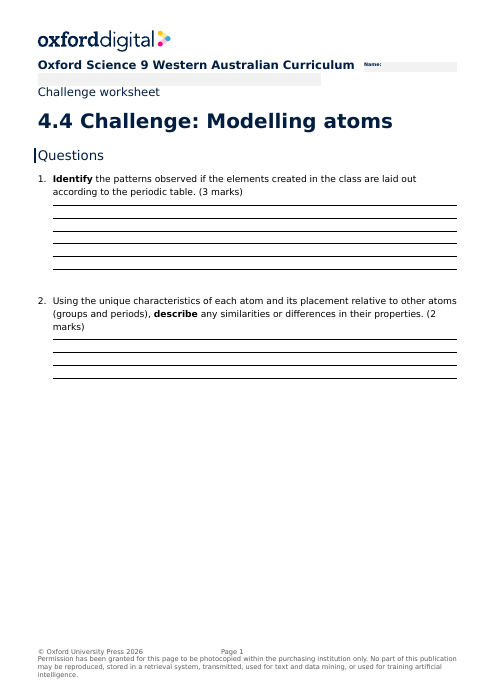 oxforddigital
Oxford Science 9 Western Australian Curriculum Name:
Challenge worksheet
4.4 Challenge: Modelling atoms
Questions
1. Identify the patterns observed if the elements created in the class are laid out
according to the periodic table. (3 marks)
2. Using the unique characteristics of each atom and its placement relative to other atoms
(groups and periods), describe any similarities or differences in their properties. (2
marks)
© Oxford University Press 2026 Page 1
Permission has been granted for this page to be photocopied within the purchasing institution only. No part of this publication
may be reproduced, stored in a retrieval system, transmitted, used for text and data mining, or used for training artificial
intelligence.